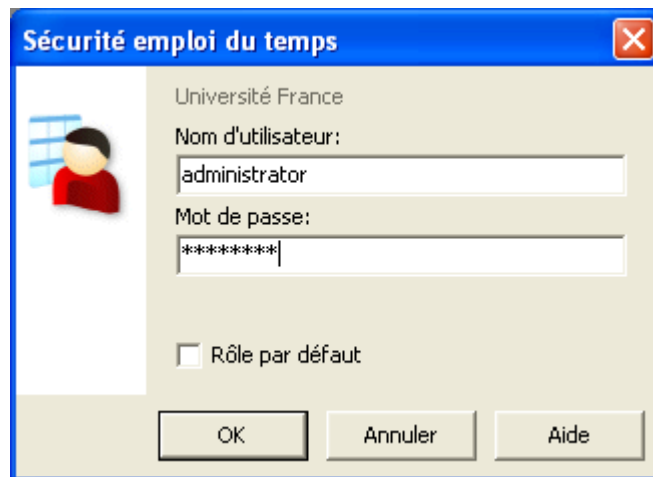 Sécurité emploi du temps
Université France
Nom d'utilisateur:
administrator
Mot de passe:
********
Rôle par défaut
OK Annuler Aide